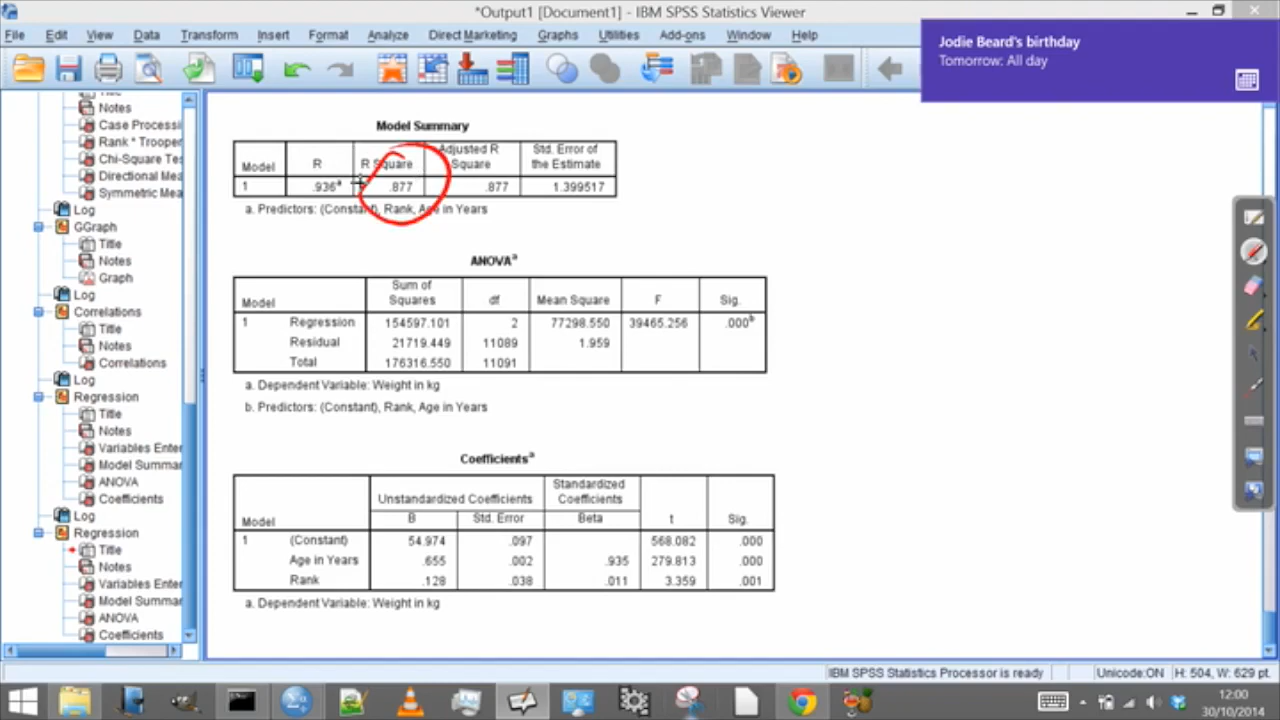 *Output1 [Document1] - IBM SPSS Statistics Viewer
File Edit View Data Transform Insert Format Analyze Direct Marketing Graphs Utilities Add-ons Window Help
Jodie Beard's birthday
Tomorrow: All day
Notes
Case Processi
Rank * Trooper
Chi-Square Te
Directional Mea
Symmetric Mea
Log
GGraph
Title
Notes
Graph
Log
Correlations
Title
Notes
Correlations
Log
Regression
Title
Notes
Variables Enter
Model Summar
ANOVA
Coefficients
Log
Regression
Title
Notes
Variables Enter
Model Summar
ANOVA
Coefficients
Model Summary
Model R R Square Adjusted R Square Std. Error of the Estimate
1 .936a .877 .877 1.399517
a. Predictors: (Constant), Rank, Age in Years
ANOVAa
Model Sum of Squares df Mean Square F Sig.
1 Regression 154597.101 2 77298.550 39465.256 .000b
Residual 21719.449 11089 1.959
Total 176316.550 11091
a. Dependent Variable: Weight in kg
b. Predictors: (Constant), Rank, Age in Years
Coefficientsa
Model Unstandardized Coefficients Standardized Coefficients t Sig.
B Std. Error Beta
1 (Constant) 54.974 .097 568.082 .000
Age in Years .655 .002 .935 279.813 .000
Rank .128 .038 .011 3.359 .001
a. Dependent Variable: Weight in kg
IBM SPSS Statistics Processor is ready Unicode:ON H: 504, W: 629 pt.
12:00
30/10/2014